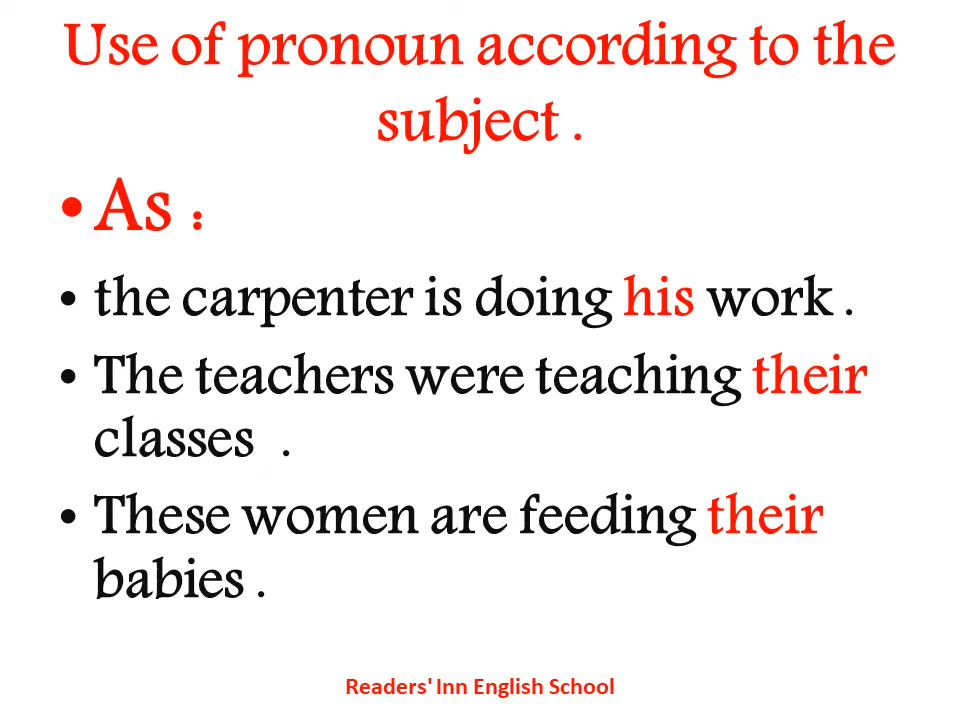 Use of pronoun according to the
subject .
• As :
• the carpenter is doing his work .
• The teachers were teaching their
classes .
• These women are feeding their
babies .
Readers' Inn English School